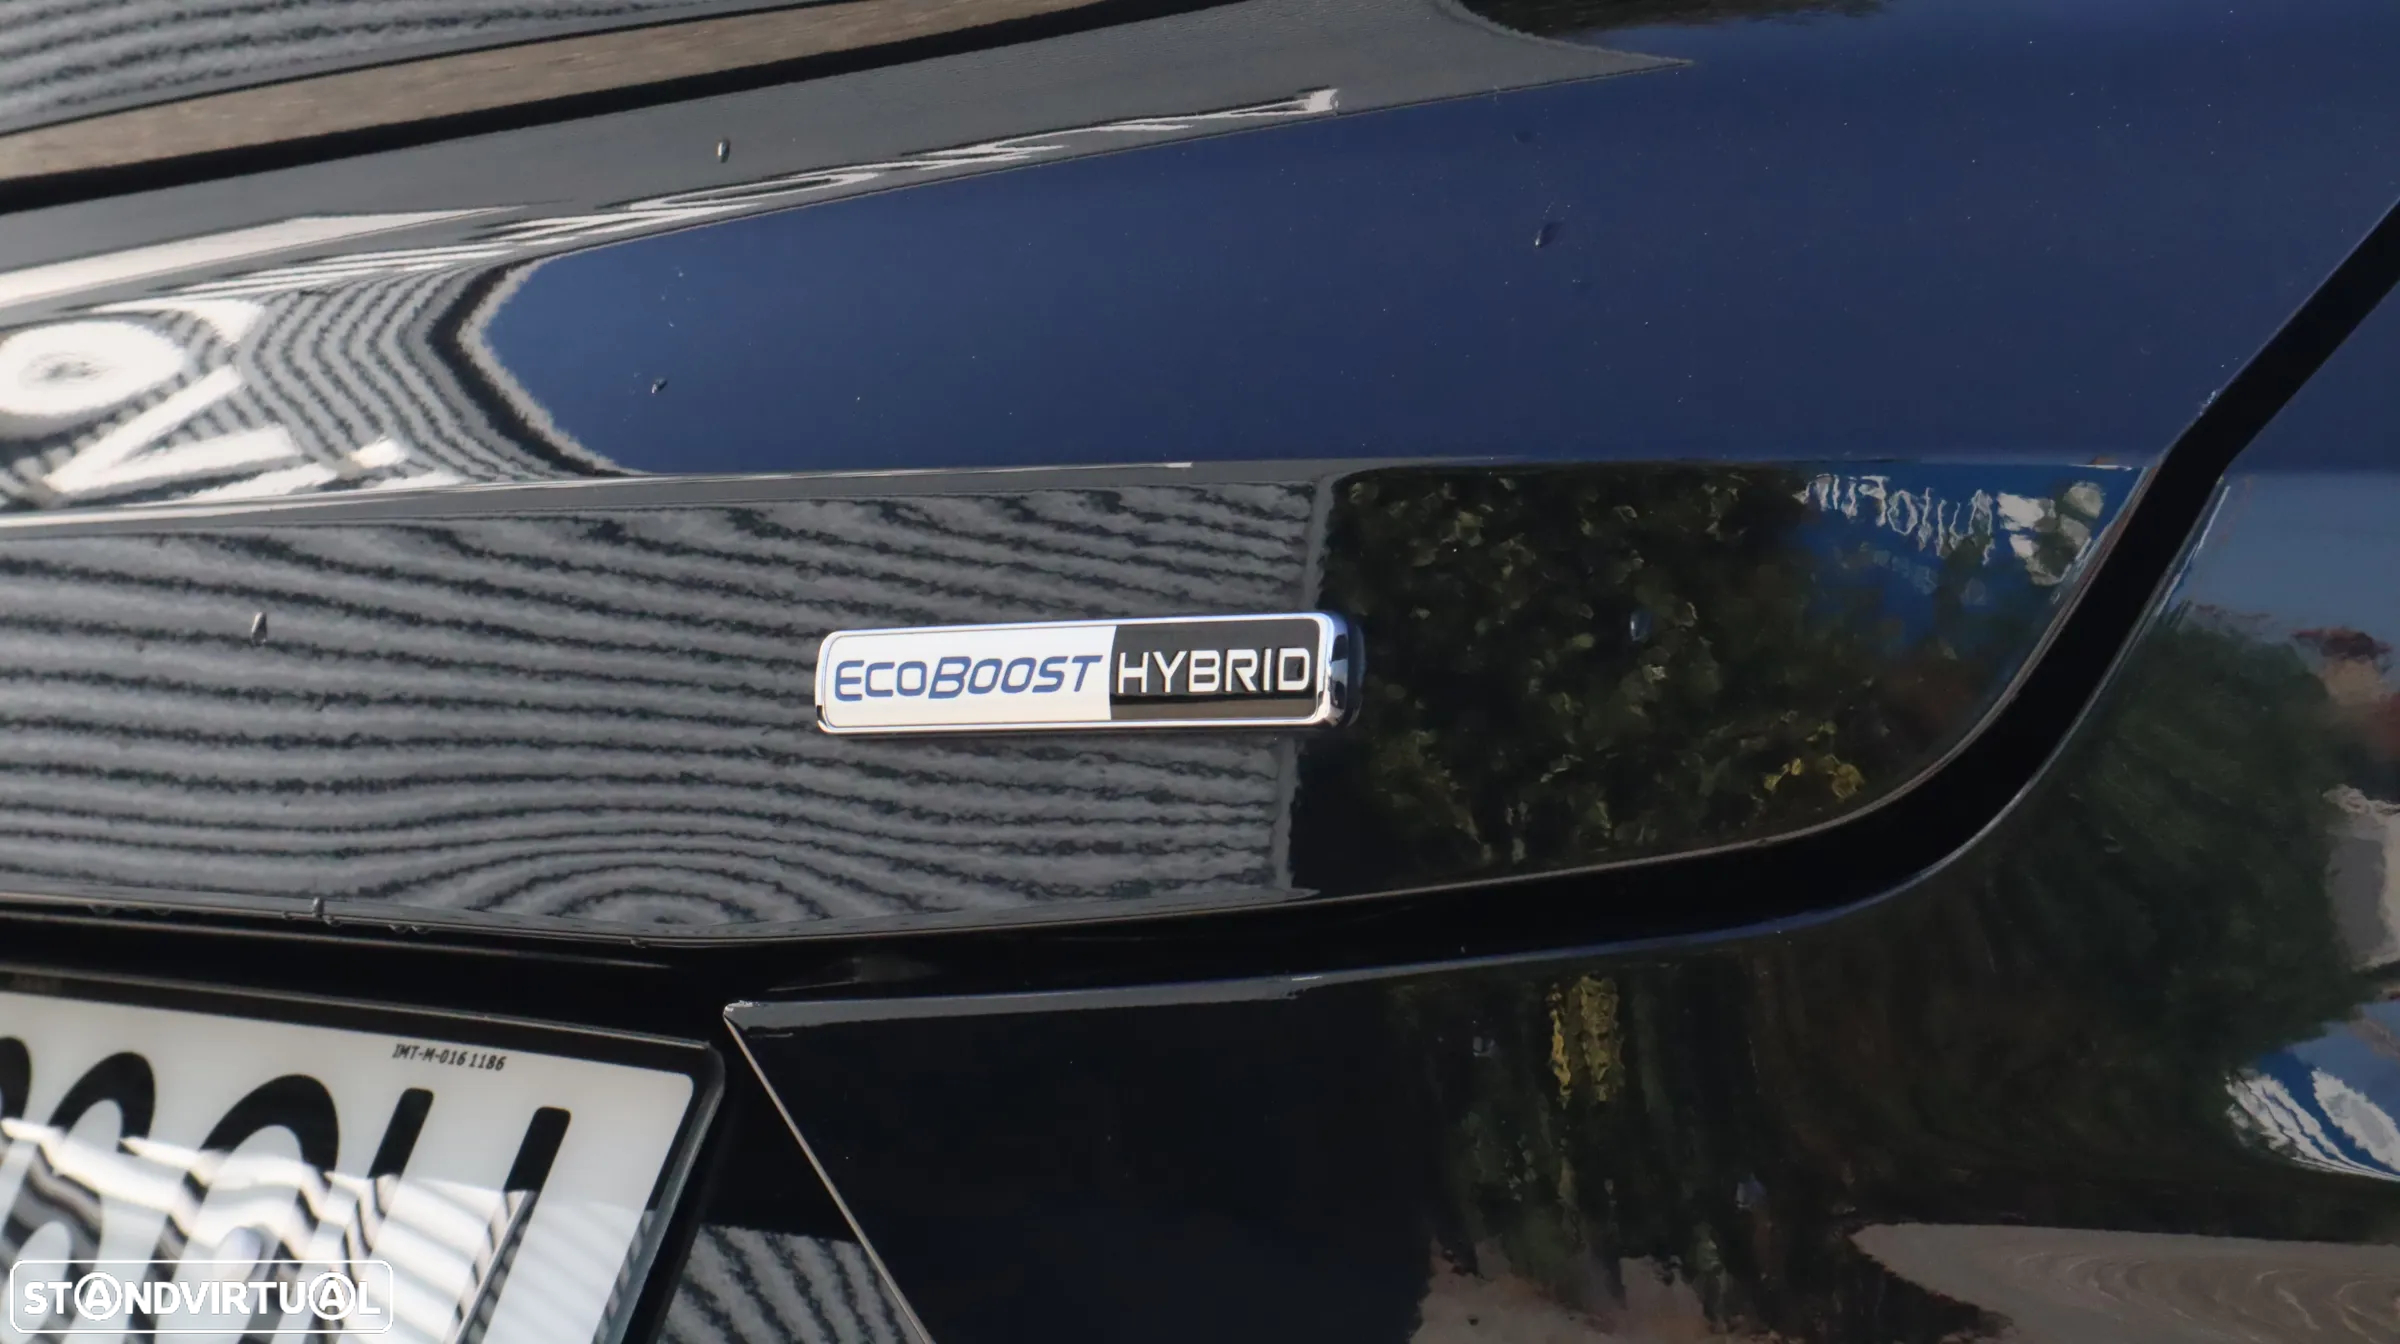 ECOBOOST HYBRID
IMT-M-016 1186
STANDVIRTUAL